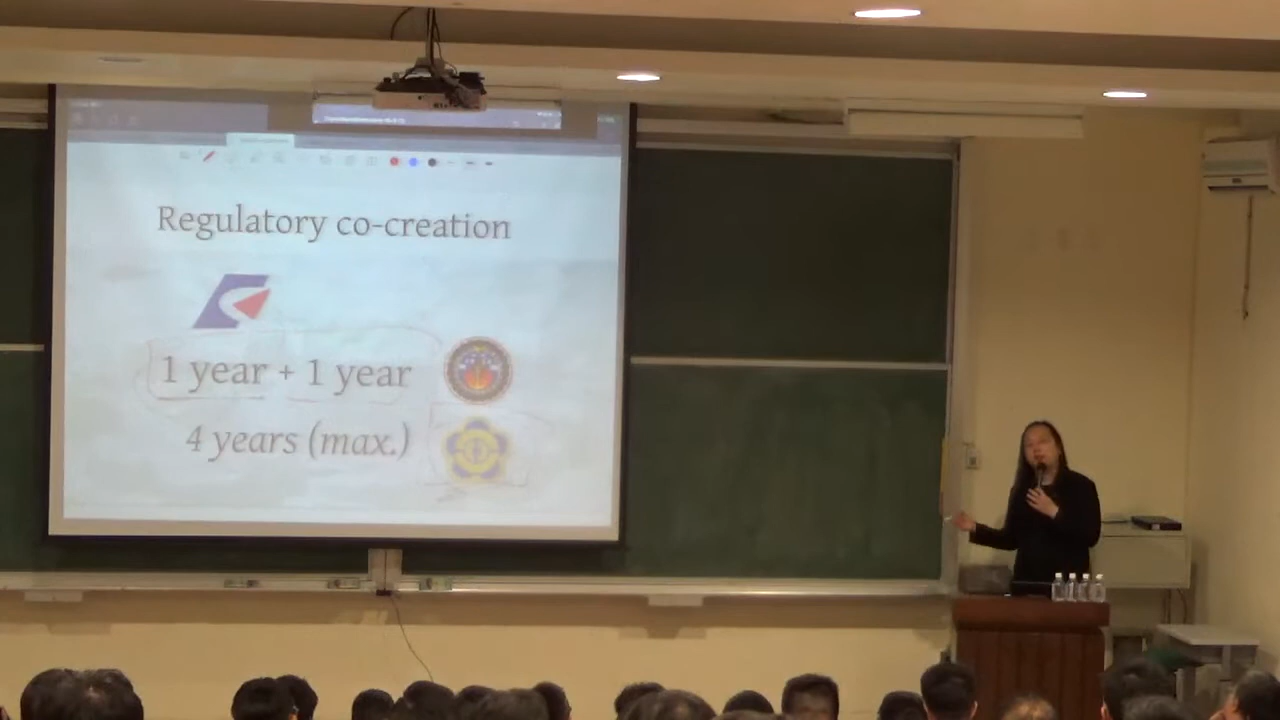 Regulatory co-creation
1 year + 1 year
4 years (max.)